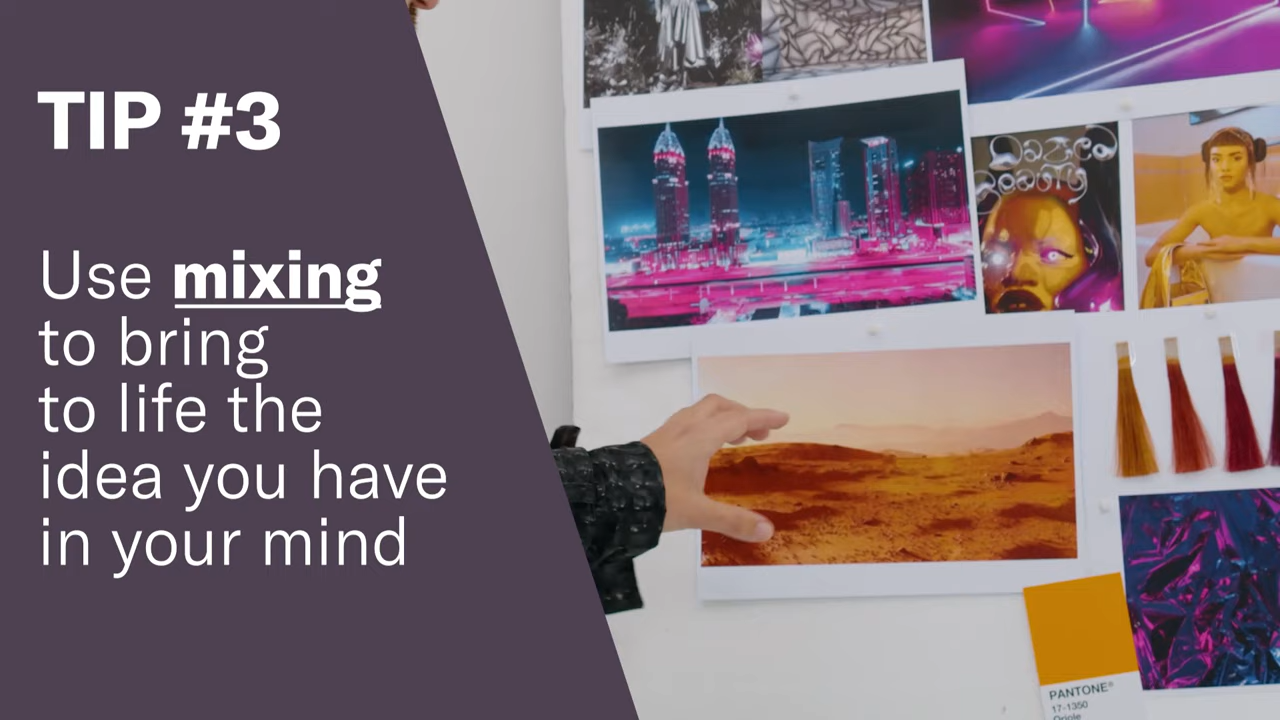 TIP #3
Use mixing
to bring
to life the
idea you have
in your mind
PANTONE®
17-1350